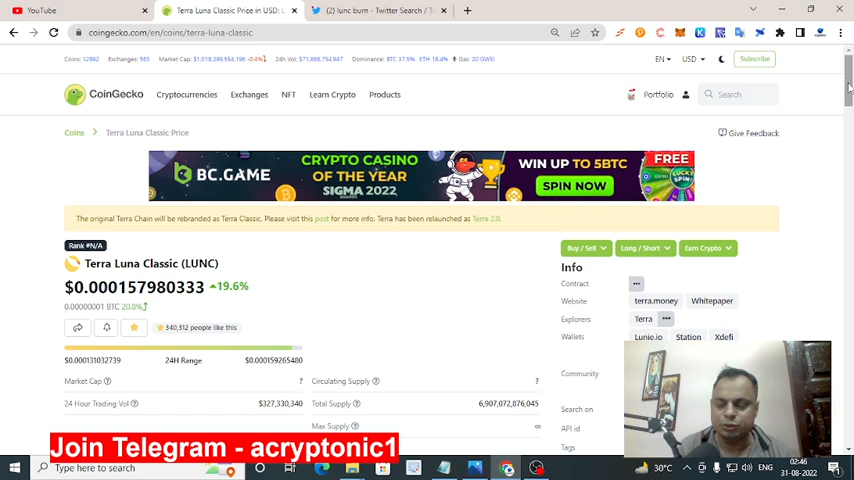 YouTube
Terra Luna Classic Price in USD: L
(2) lunc burn - Twitter Search / T
coingecko.com/en/coins/terra-luna-classic
Coins: 12892 Exchanges: 563 Market Cap: $1,018,299,554,196 -0.4% 24h Vol: $71,666,754,947 Dominance: BTC 37.5% ETH 18.4% Gas: 20 GWEI
EN USD Subscribe
CoinGecko Cryptocurrencies Exchanges NFT Learn Crypto Products Portfolio Search
Coins Terra Luna Classic Price Give Feedback
BC.GAME CRYPTO CASINO OF THE YEAR SIGMA 2022 WIN UP TO 5BTC SPIN NOW FREE
The original Terra Chain will be rebranded as Terra Classic. Please visit this post for more info. Terra has been relaunched as Terra 2.0.
Rank #N/A
Terra Luna Classic (LUNC)
$0.000157980333 19.6%
0.00000001 BTC 20.8%
340,312 people like this
$0.000131032739 24H Range $0.000159265480
Market Cap ?
24 Hour Trading Vol $327,330,340
Circulating Supply ?
Total Supply 6,907,072,876,045
Max Supply ∞
Buy / Sell Long / Short Earn Crypto
Info
Contract
Website terra.money Whitepaper
Explorers Terra
Wallets Lunie.io Station Xdefi
Community
Search on
API id
Tags
Join Telegram - acryptonic1
Type here to search
30°C ENG 02:46
31-08-2022